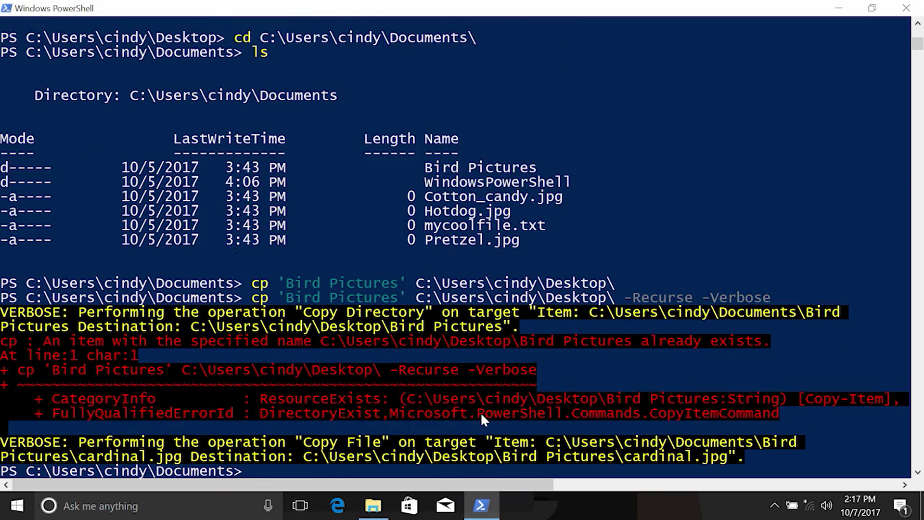 Windows PowerShell
PS C:\Users\cindy\Desktop> cd C:\Users\cindy\Documents\
PS C:\Users\cindy\Documents> ls
Directory: C:\Users\cindy\Documents
Mode LastWriteTime Length Name
---- ------------- ------ ----
d----- 10/5/2017 3:43 PM Bird Pictures
d----- 10/5/2017 4:06 PM WindowsPowerShell
-a---- 10/5/2017 3:43 PM 0 Cotton_candy.jpg
-a---- 10/5/2017 3:43 PM 0 Hotdog.jpg
-a---- 10/5/2017 3:43 PM 0 mycoolfile.txt
-a---- 10/5/2017 3:43 PM 0 Pretzel.jpg
PS C:\Users\cindy\Documents> cp 'Bird Pictures' C:\Users\cindy\Desktop\
PS C:\Users\cindy\Documents> cp 'Bird Pictures' C:\Users\cindy\Desktop\ -Recurse -Verbose
VERBOSE: Performing the operation "Copy Directory" on target "Item: C:\Users\cindy\Documents\Bird
Pictures Destination: C:\Users\cindy\Desktop\Bird Pictures".
cp : An item with the specified name C:\Users\cindy\Desktop\Bird Pictures already exists.
At line:1 char:1
+ cp 'Bird Pictures' C:\Users\cindy\Desktop\ -Recurse -Verbose
+ ~~~~~~~~~~~~~~~~~~~~~~~~~~~~~~~~~~~~~~~~~~~~~~~~~~~~~~~~~~~~
+ CategoryInfo : ResourceExists: (C:\Users\cindy\Desktop\Bird Pictures:String) [Copy-Item],
+ FullyQualifiedErrorId : DirectoryExist,Microsoft.PowerShell.Commands.CopyItemCommand
VERBOSE: Performing the operation "Copy File" on target "Item: C:\Users\cindy\Documents\Bird
Pictures\cardinal.jpg Destination: C:\Users\cindy\Desktop\Bird Pictures\cardinal.jpg".
PS C:\Users\cindy\Documents>
Ask me anything
2:17 PM
10/7/2017
1